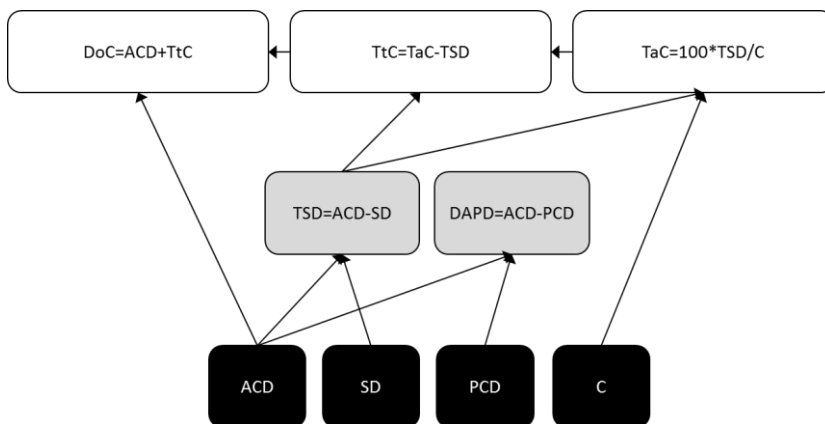 DoC=ACD+TtC
TtC=TaC-TSD
TaC=100*TSD/C
TSD=ACD-SD
DAPD=ACD-PCD
ACD
SD
PCD
C